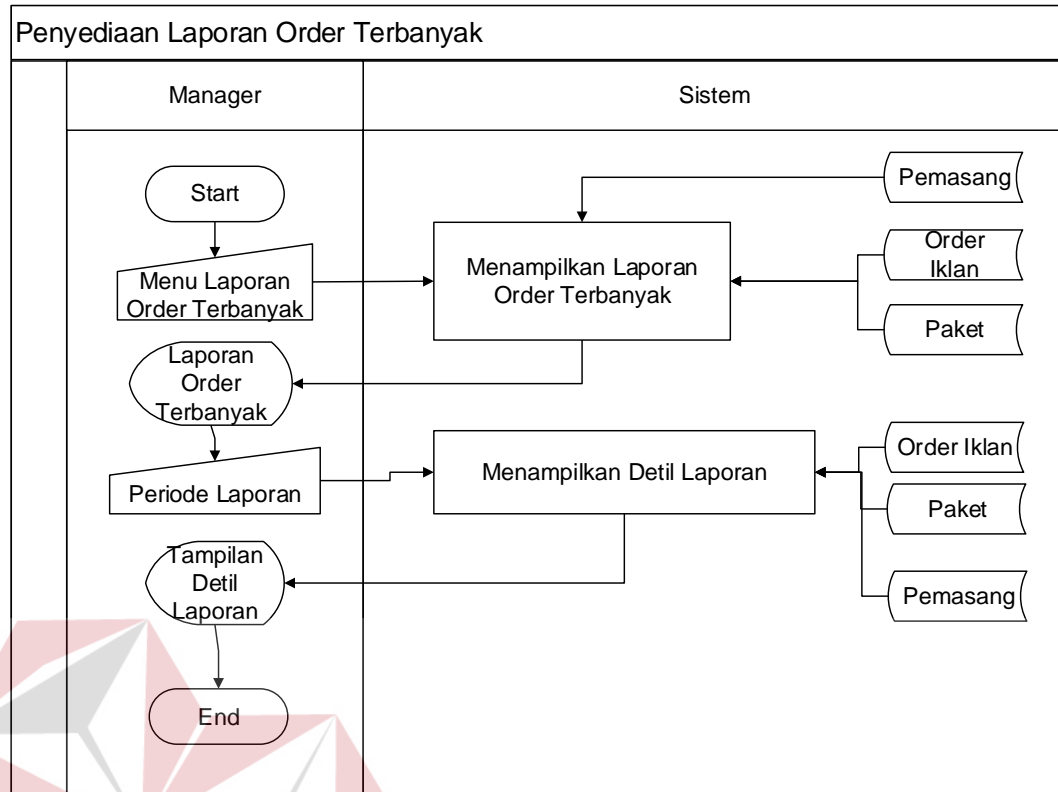 Penyediaan Laporan Order Terbanyak
Manager
Sistem
Start
Pemasang
Menu Laporan
Order Terbanyak
Menampilkan Laporan
Order Terbanyak
Order
Iklan
Paket
Laporan
Order
Terbanyak
Periode Laporan
Menampilkan Detil Laporan
Order Iklan
Paket
Tampilan
Detil
Laporan
Pemasang
End